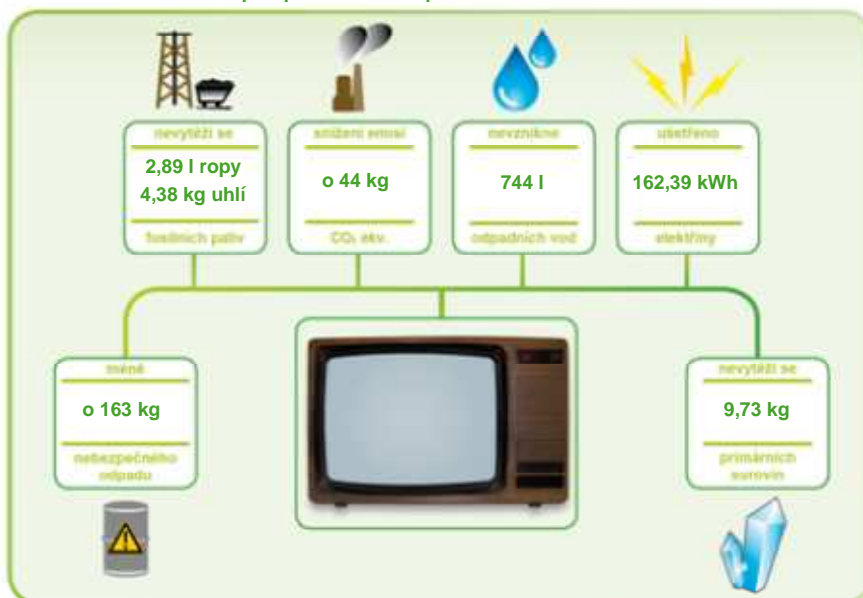 nevytěží se
2,89 l ropy
4,38 kg uhlí
fosilních paliv
snížení emisí
o 44 kg
CO₂ ekv.
nevznikne
744 l
odpadních vod
ušetřeno
162,39 kWh
elektřiny
méně
o 163 kg
nebezpečného
odpadu
nevytěží se
9,73 kg
primárních
surovin